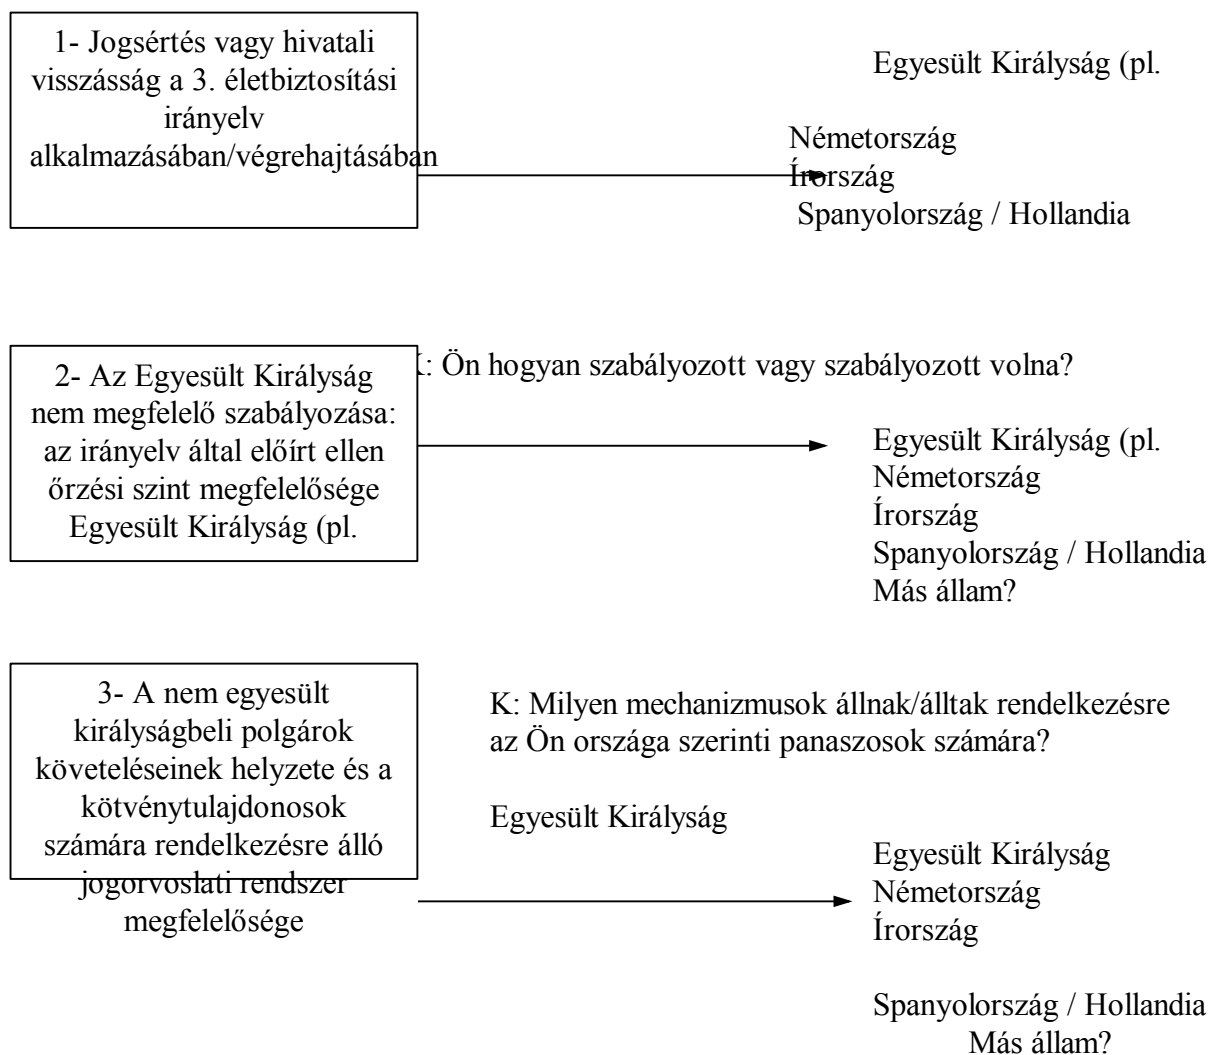 1- Jogsértés vagy hivatali
visszásság a 3. életbiztosítási
irányelv
alkalmazásában/végrehajtásában
Egyesült Királyság (pl.
Németország
Írország
Spanyolország / Hollandia
K: Ön hogyan szabályozott vagy szabályozott volna?
2- Az Egyesült Királyság
nem megfelelő szabályozása:
az irányelv által előírt ellen
őrzési szint megfelelősége
Egyesült Királyság (pl.
Egyesült Királyság (pl.
Németország
Írország
Spanyolország / Hollandia
Más állam?
3- A nem egyesült
királyságbeli polgárok
követeléseinek helyzete és a
kötvénytulajdonosok
számára rendelkezésre álló
jogorvoslati rendszer
megfelelősége
K: Milyen mechanizmusok állnak/álltak rendelkezésre
az Ön országa szerinti panaszosok számára?
Egyesült Királyság
Egyesült Királyság
Németország
Írország
Spanyolország / Hollandia
Más állam?